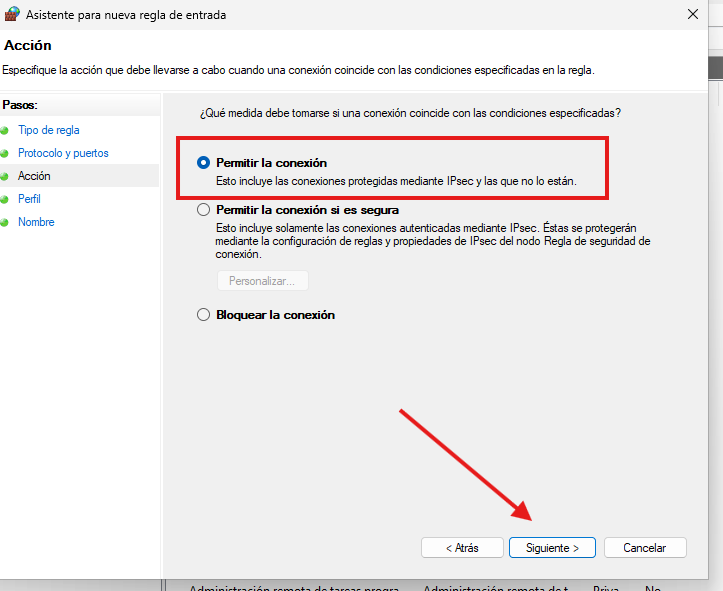 Asistente para nueva regla de entrada
Acción
Especifique la acción que debe llevarse a cabo cuando una conexión coincide con las condiciones especificadas en la regla.
Pasos:
Tipo de regla
Protocolo y puertos
Acción
Perfil
Nombre
¿Qué medida debe tomarse si una conexión coincide con las condiciones especificadas?
Permitir la conexión
Esto incluye las conexiones protegidas mediante IPsec y las que no lo están.
Permitir la conexión si es segura
Esto incluye solamente las conexiones autenticadas mediante IPsec. Éstas se protegerán
mediante la configuración de reglas y propiedades de IPsec del nodo Regla de seguridad de
conexión.
Personalizar...
Bloquear la conexión
< Atrás
Siguiente >
Cancelar
Administración remota de tareas progra Administración remota de t Priva No